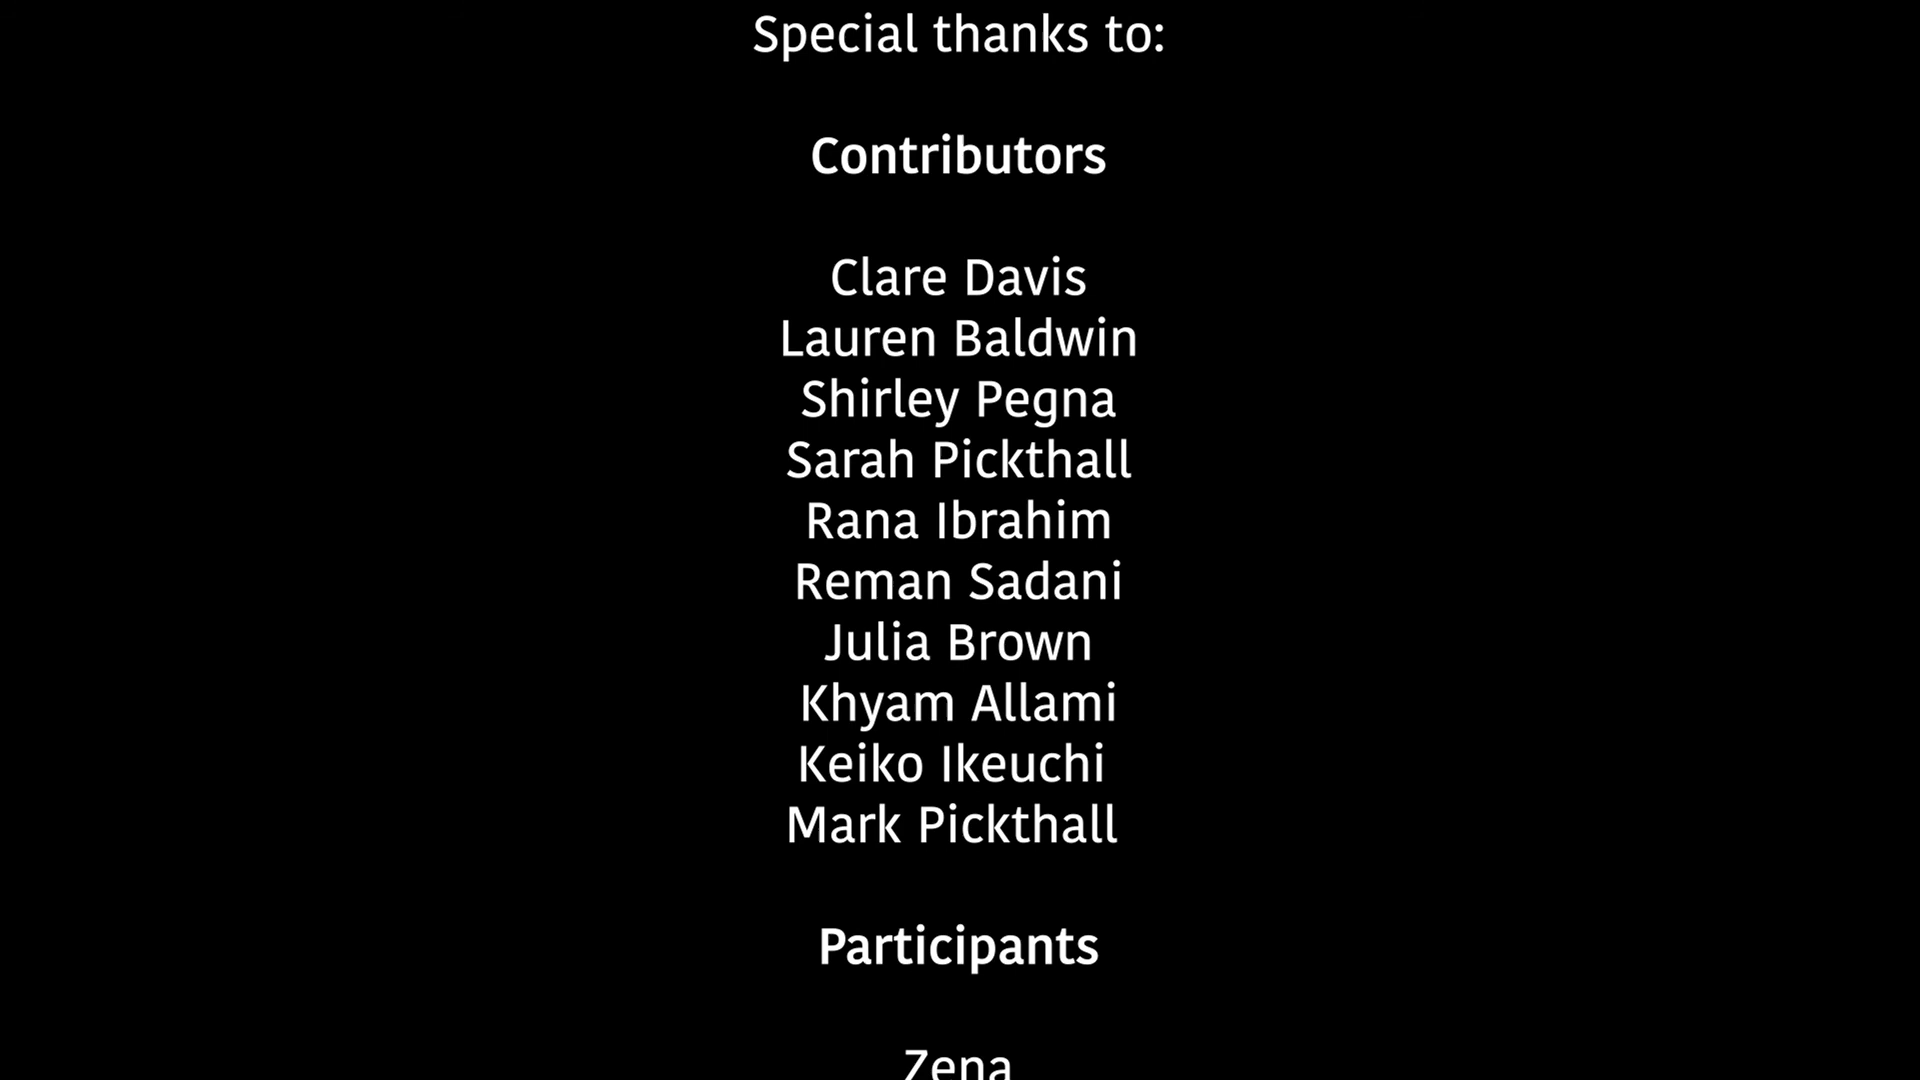 Special thanks to:
Contributors
Clare Davis
Lauren Baldwin
Shirley Pegna
Sarah Pickthall
Rana Ibrahim
Reman Sadani
Julia Brown
Khyam Allami
Keiko Ikeuchi
Mark Pickthall
Participants
Zena